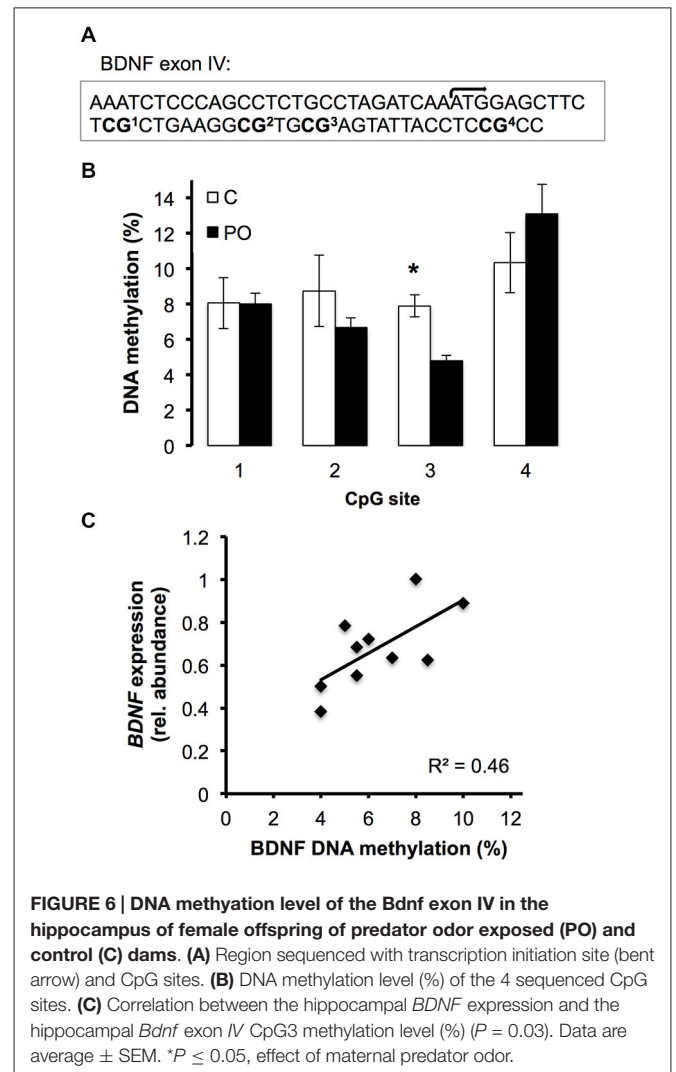 A
BDNF exon IV:
AAATCTCCCAGCCTCTGCCTAGATCAAATGGAGCTTC
TCG¹CTGAAGGCG²TGCG³AGTATTACCTCCG⁴CC
B
14
12
10
8
6
4
2
0
DNA methylation (%)
C
PO
*
1 2 3 4
CpG site
C
1.2
1
0.8
0.6
0.4
0.2
0
BDNF expression
(rel. abundance)
R² = 0.46
0 2 4 6 8 10 12
BDNF DNA methylation (%)
FIGURE 6 | DNA methyation level of the Bdnf exon IV in the
hippocampus of female offspring of predator odor exposed (PO) and
control (C) dams. (A) Region sequenced with transcription initiation site (bent
arrow) and CpG sites. (B) DNA methylation level (%) of the 4 sequenced CpG
sites. (C) Correlation between the hippocampal BDNF expression and the
hippocampal Bdnf exon IV CpG3 methylation level (%) (P = 0.03). Data are
average ± SEM. *P ≤ 0.05, effect of maternal predator odor.